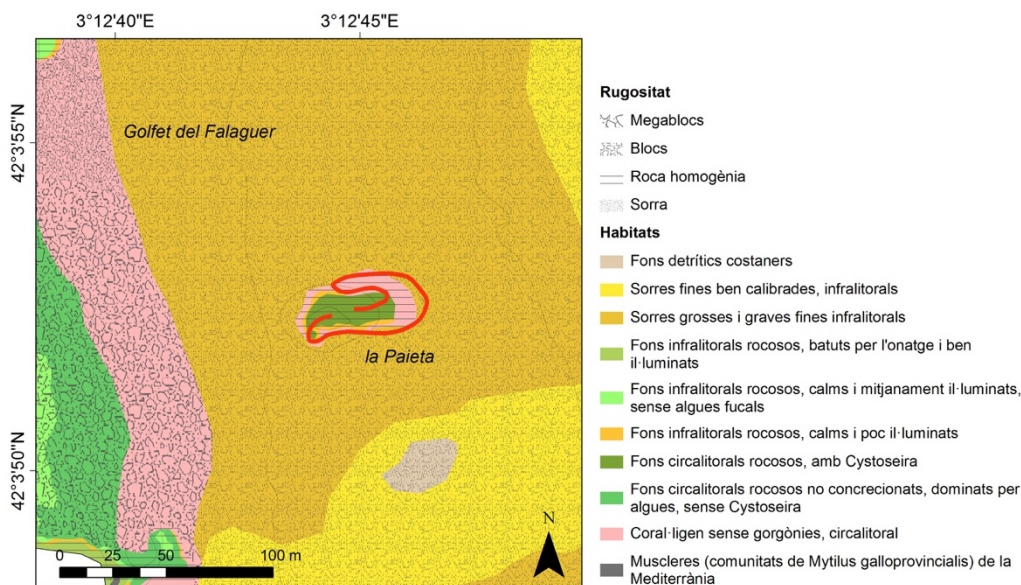 3°12'40"E
3°12'45"E
42°3'55"N
42°3'50"N
Golfet del Falaguer
la Paieta
0 25 50 100 m
N
Rugositat
Megablocs
Blocs
Roca homogènia
Sorra
Habitats
Fons detrítics costaners
Sorres fines ben calibrades, infralitorals
Sorres grosses i graves fines infralitorals
Fons infralitorals rocosos, batuts per l'onatge i ben
il·luminats
Fons infralitorals rocosos, calms i mitjanament il·luminats,
sense algues fucals
Fons infralitorals rocosos, calms i poc il·luminats
Fons circalitorals rocosos, amb Cystoseira
Fons circalitorals rocosos no concrecionats, dominats per
algues, sense Cystoseira
Coral·ligen sense gorgònies, circalitoral
Muscleres (comunitats de Mytilus galloprovincialis) de la
Mediterrània